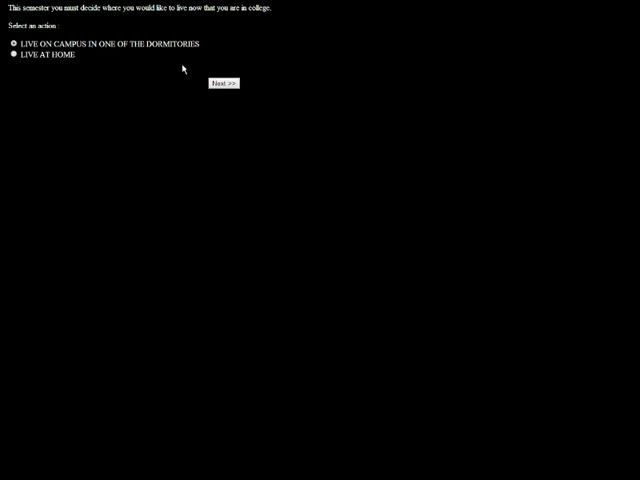 This semester you must decide where you would like to live now that you are in college.
Select an action :
LIVE ON CAMPUS IN ONE OF THE DORMITORIES
LIVE AT HOME
Next >>